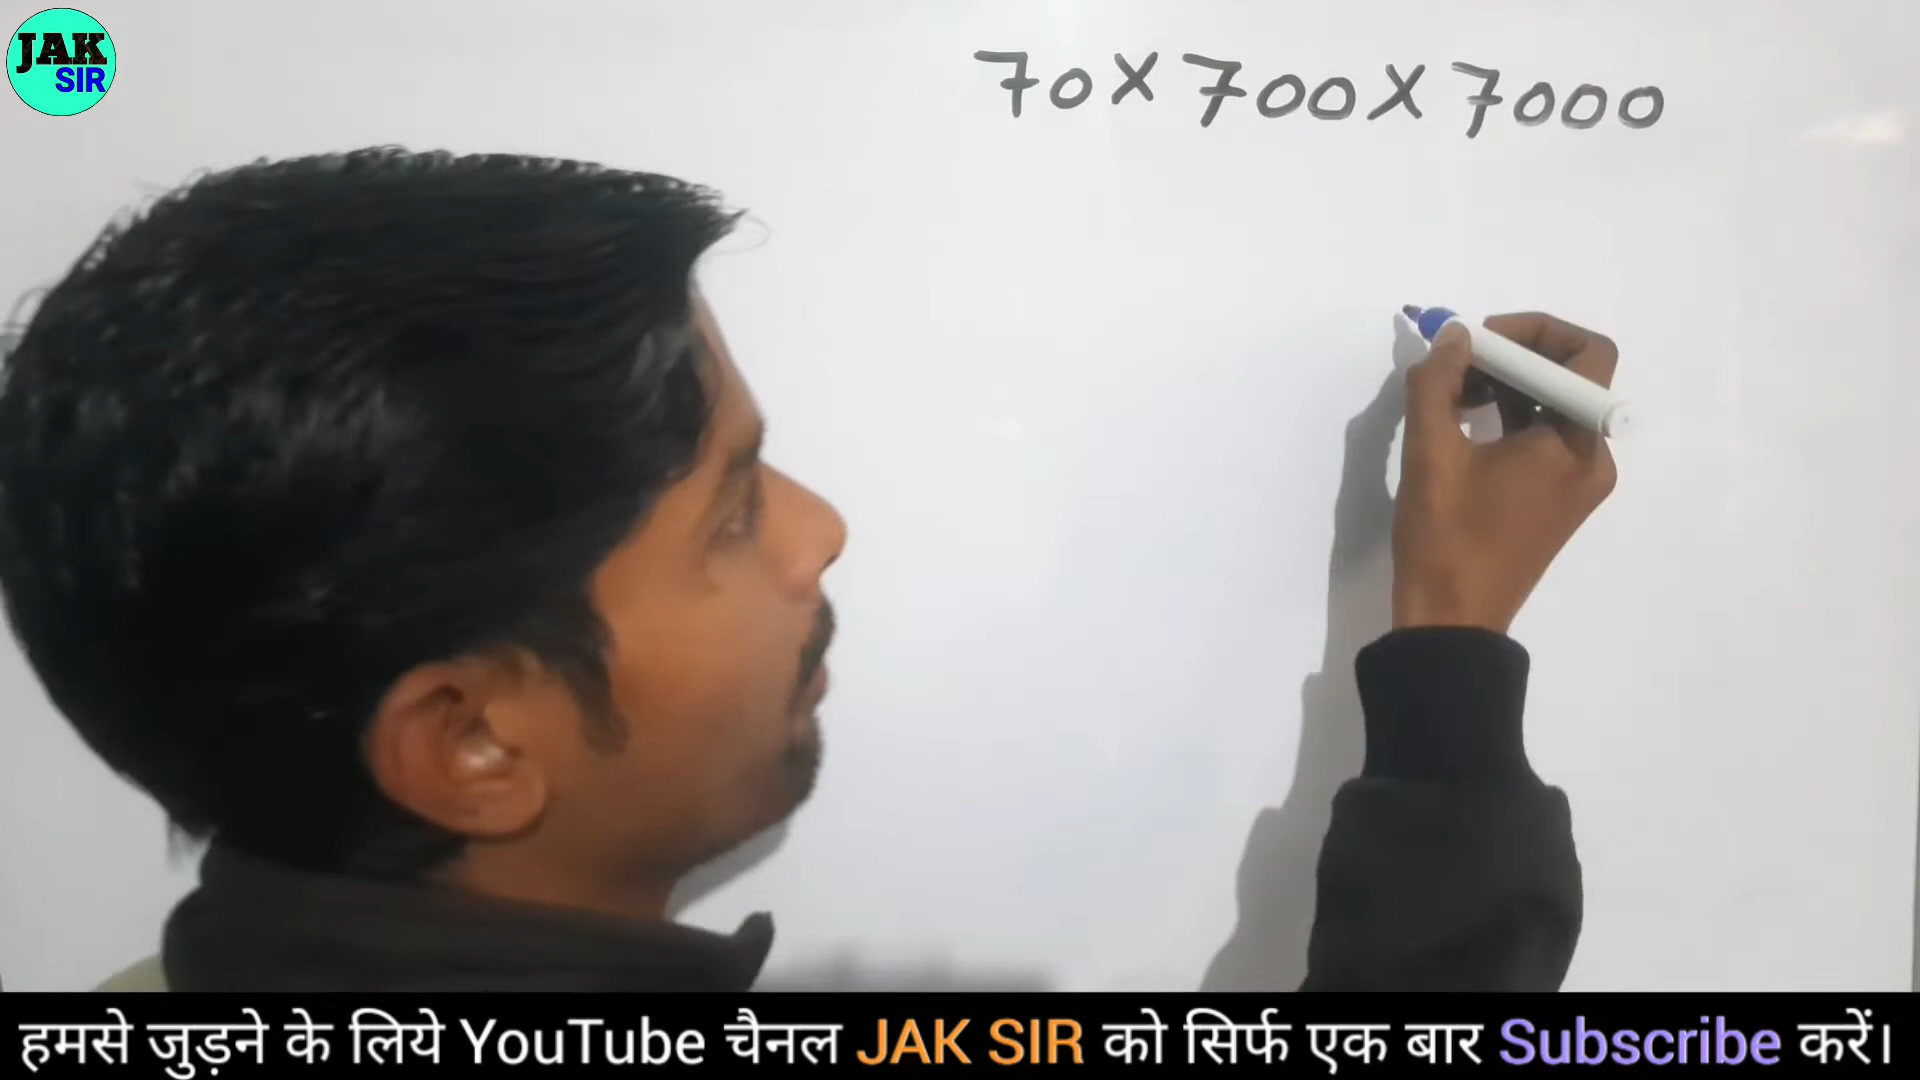 JAK
SIR
70 X 700 X 7000
हमसे जुड़ने के लिये YouTube चैनल JAK SIR को सिर्फ एक बार Subscribe करें।